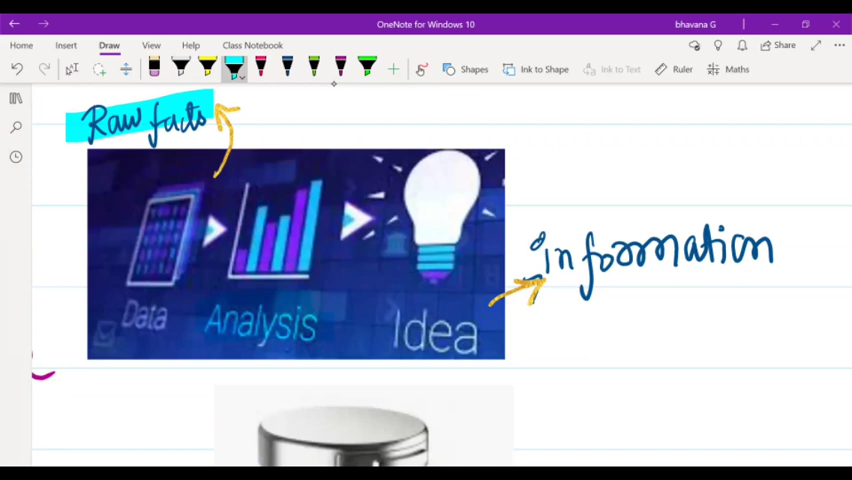 OneNote for Windows 10
bhavana G
Home Insert Draw View Help Class Notebook
Share
Shapes Ink to Shape Ink to Text Ruler Maths
Raw facts
Data Analysis Idea
information